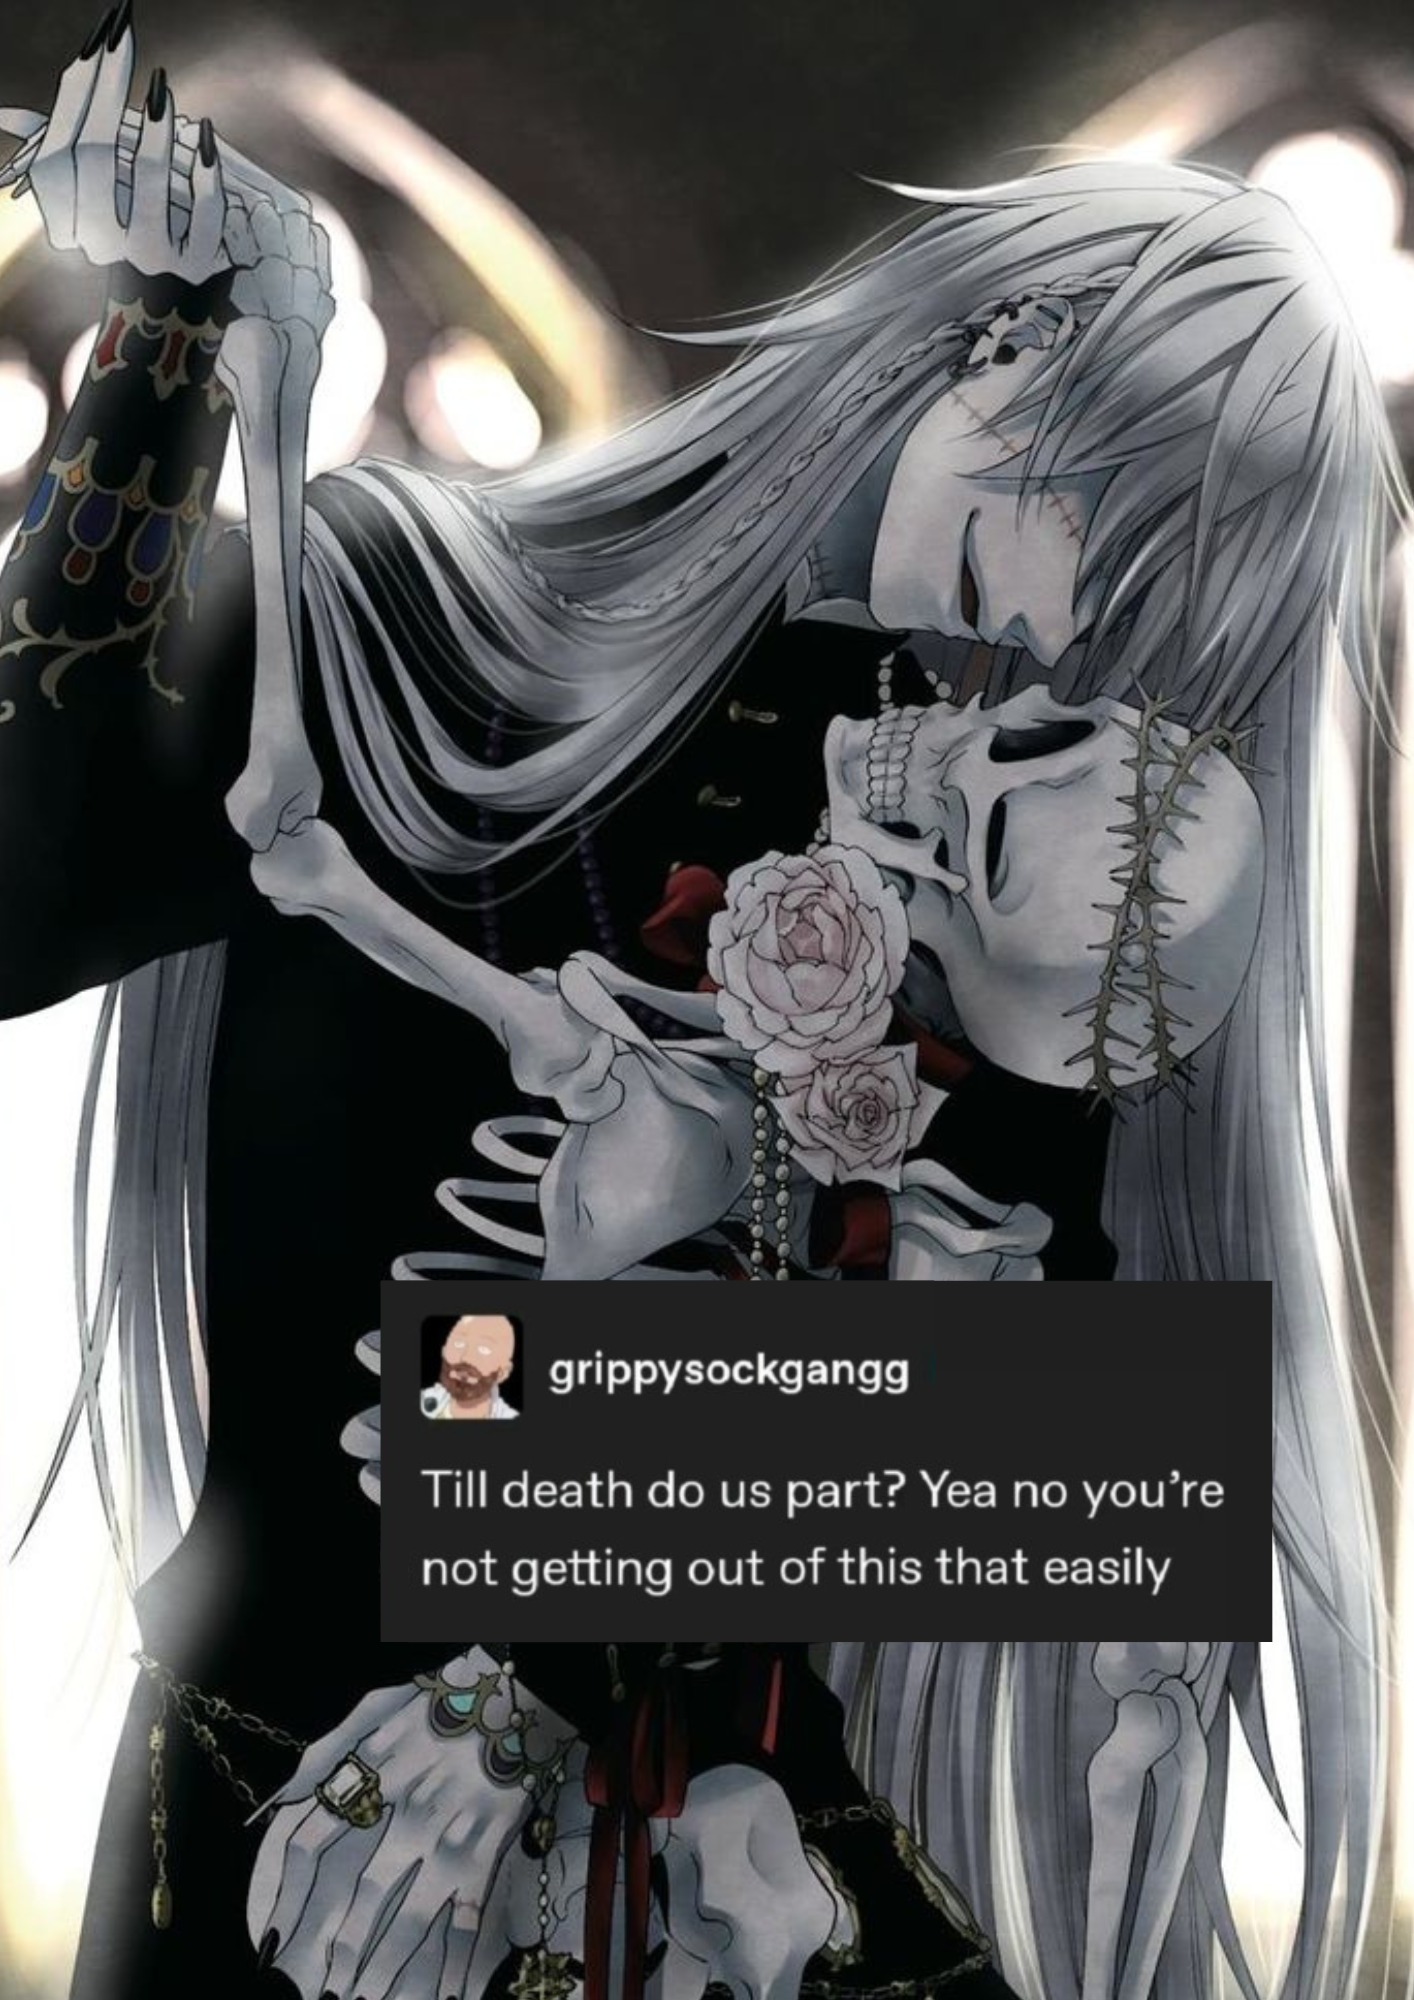 grippysockgangg
Till death do us part? Yea no you’re
not getting out of this that easily